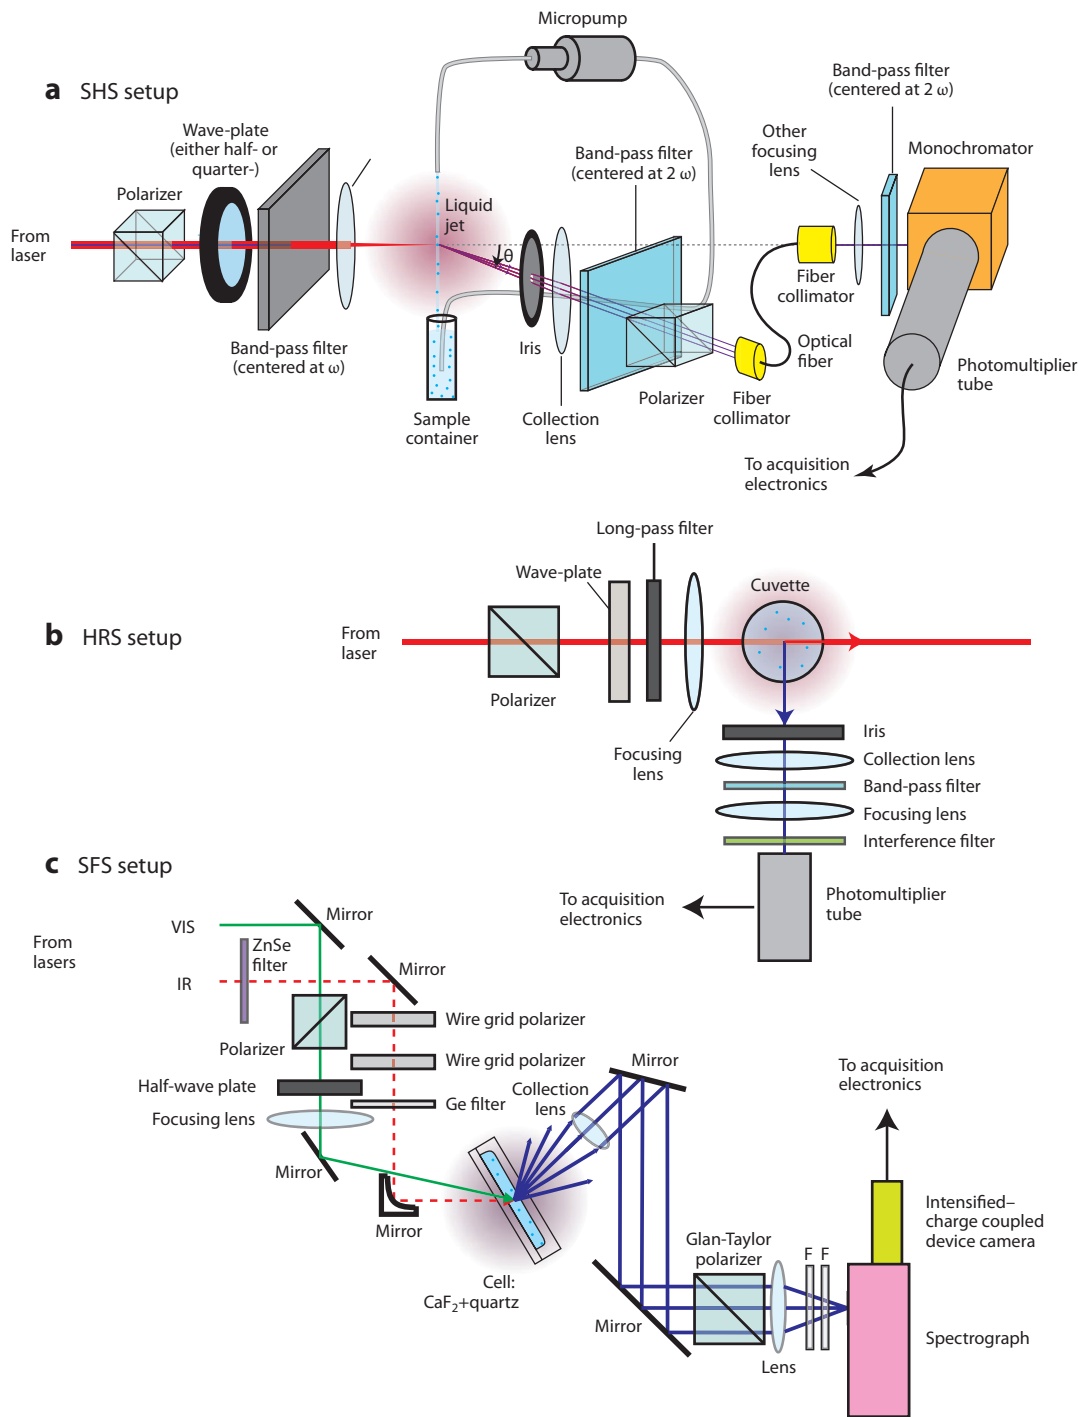 Micropump
a SHS setup
Band-pass filter
(centered at 2 ω)
Wave-plate
(either half- or
quarter-)
Other
focusing
lens
Monochromator
Band-pass filter
(centered at 2 ω)
Polarizer
Liquid
jet
From
laser
θ
Fiber
collimator
Iris
Optical
fiber
Band-pass filter
(centered at ω)
Photomultiplier
tube
Polarizer
Fiber
collimator
Sample
container
Collection
lens
To acquisition
electronics
Long-pass filter
Wave-plate
Cuvette
b HRS setup
From
laser
Polarizer
Iris
Focusing
lens
Collection lens
Band-pass filter
Focusing lens
Interference filter
c SFS setup
To acquisition
electronics
Photomultiplier
tube
Mirror
VIS
From
lasers
ZnSe
filter
Mirror
IR
Wire grid polarizer
Polarizer
Wire grid polarizer
Mirror
To acquisition
electronics
Half-wave plate
Collection
lens
Ge filter
Focusing lens
Mirror
Mirror
Intensified–
charge coupled
device camera
Glan-Taylor
polarizer
F F
Cell:
CaF₂+quartz
Mirror
Spectrograph
Lens